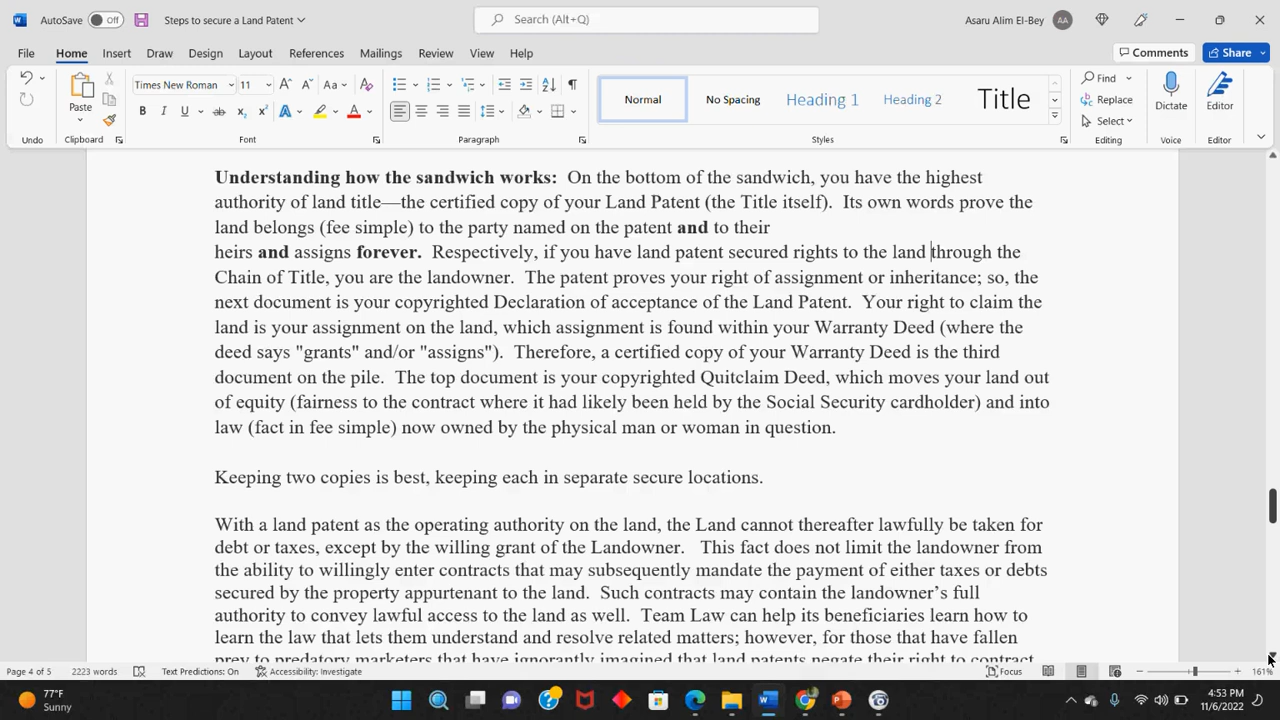 AutoSave Off Steps to secure a Land Patent Search (Alt+Q) Asaru Alim El-Bey AA
File Home Insert Draw Design Layout References Mailings Review View Help Comments Share
Times New Roman 11 Aa Normal No Spacing Heading 1 Heading 2 Title Find
Paste Replace Dictate Editor
Select
Undo Clipboard Font Paragraph Styles Editing Voice Editor
Understanding how the sandwich works:  On the bottom of the sandwich, you have the highest
authority of land title—the certified copy of your Land Patent (the Title itself).  Its own words prove the
land belongs (fee simple) to the party named on the patent and to their
heirs and assigns forever.  Respectively, if you have land patent secured rights to the land through the
Chain of Title, you are the landowner.  The patent proves your right of assignment or inheritance; so, the
next document is your copyrighted Declaration of acceptance of the Land Patent.  Your right to claim the
land is your assignment on the land, which assignment is found within your Warranty Deed (where the
deed says "grants" and/or "assigns").  Therefore, a certified copy of your Warranty Deed is the third
document on the pile.  The top document is your copyrighted Quitclaim Deed, which moves your land out
of equity (fairness to the contract where it had likely been held by the Social Security cardholder) and into
law (fact in fee simple) now owned by the physical man or woman in question.
Keeping two copies is best, keeping each in separate secure locations.
With a land patent as the operating authority on the land, the Land cannot thereafter lawfully be taken for
debt or taxes, except by the willing grant of the Landowner.   This fact does not limit the landowner from
the ability to willingly enter contracts that may subsequently mandate the payment of either taxes or debts
secured by the property appurtenant to the land.  Such contracts may contain the landowner's full
authority to convey lawful access to the land as well.  Team Law can help its beneficiaries learn how to
learn the law that lets them understand and resolve related matters; however, for those that have fallen
prey to predatory marketers that have ignorantly imagined that land patents negate their right to contract
Page 4 of 5 2223 words Text Predictions: On Accessibility: Investigate Focus 161%
77°F
Sunny
4:53 PM
11/6/2022